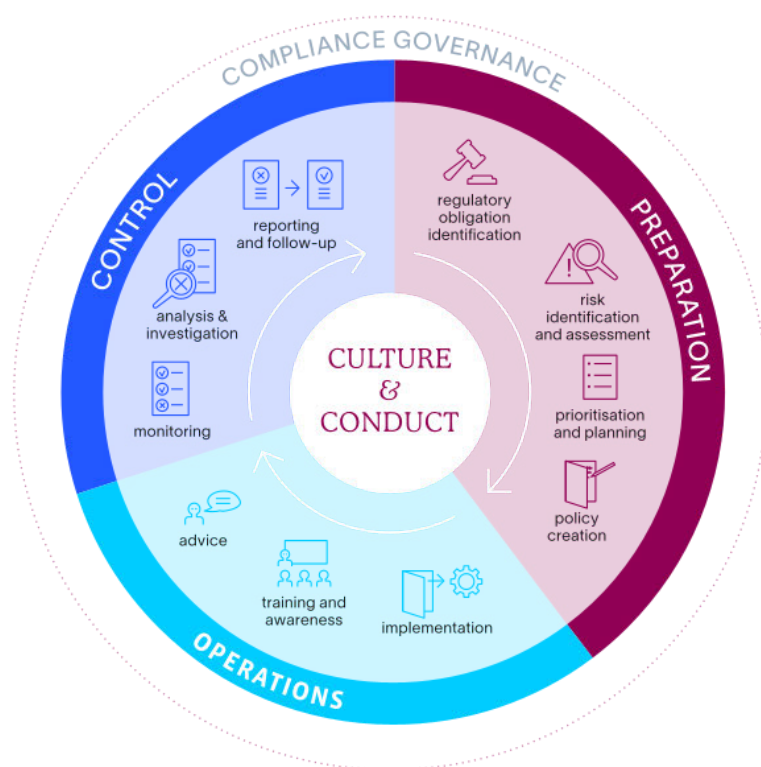 COMPLIANCE GOVERNANCE
PREPARATION
regulatory
obligation
identification
risk
identification
and assessment
prioritisation
and planning
policy
creation
OPERATIONS
implementation
training and
awareness
advice
CONTROL
monitoring
analysis &
investigation
reporting
and follow-up
CULTURE
&
CONDUCT